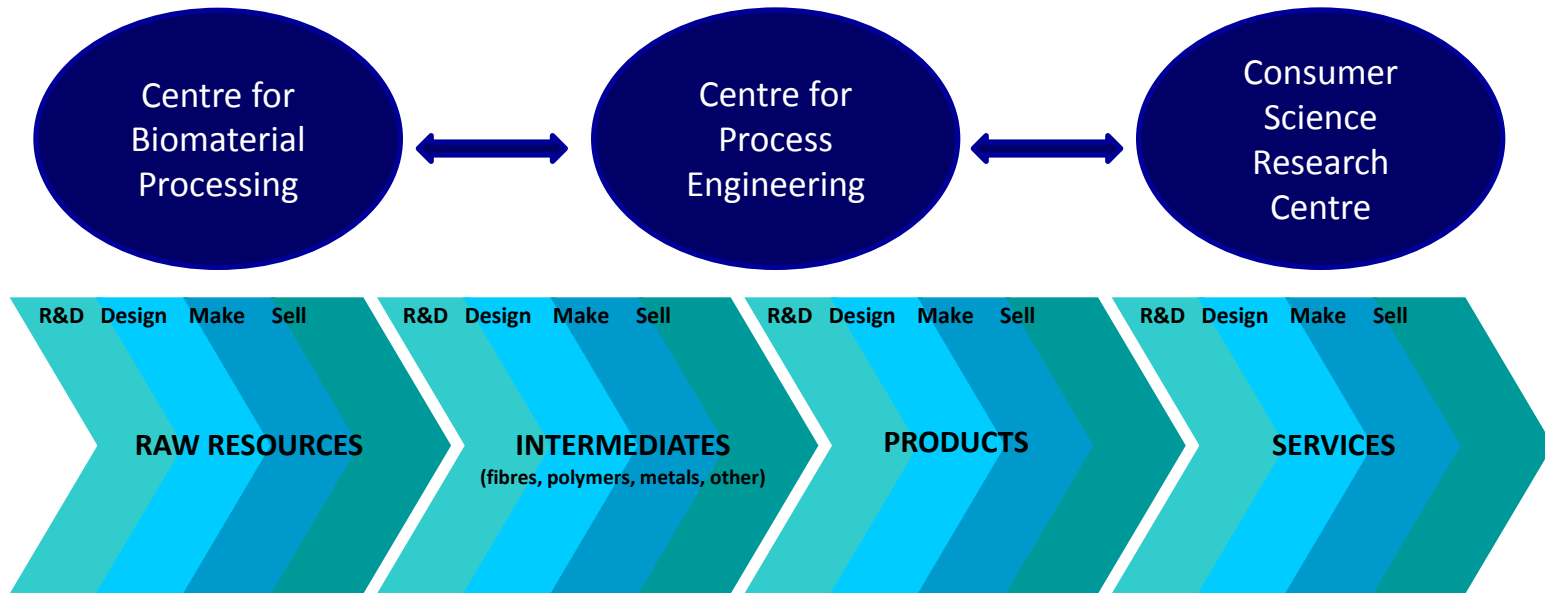 Centre for
Biomaterial
Processing
Centre for
Process
Engineering
Consumer
Science
Research
Centre
R&D Design Make Sell
R&D Design Make Sell
R&D Design Make Sell
R&D Design Make Sell
RAW RESOURCES
INTERMEDIATES
(fibres, polymers, metals, other)
PRODUCTS
SERVICES